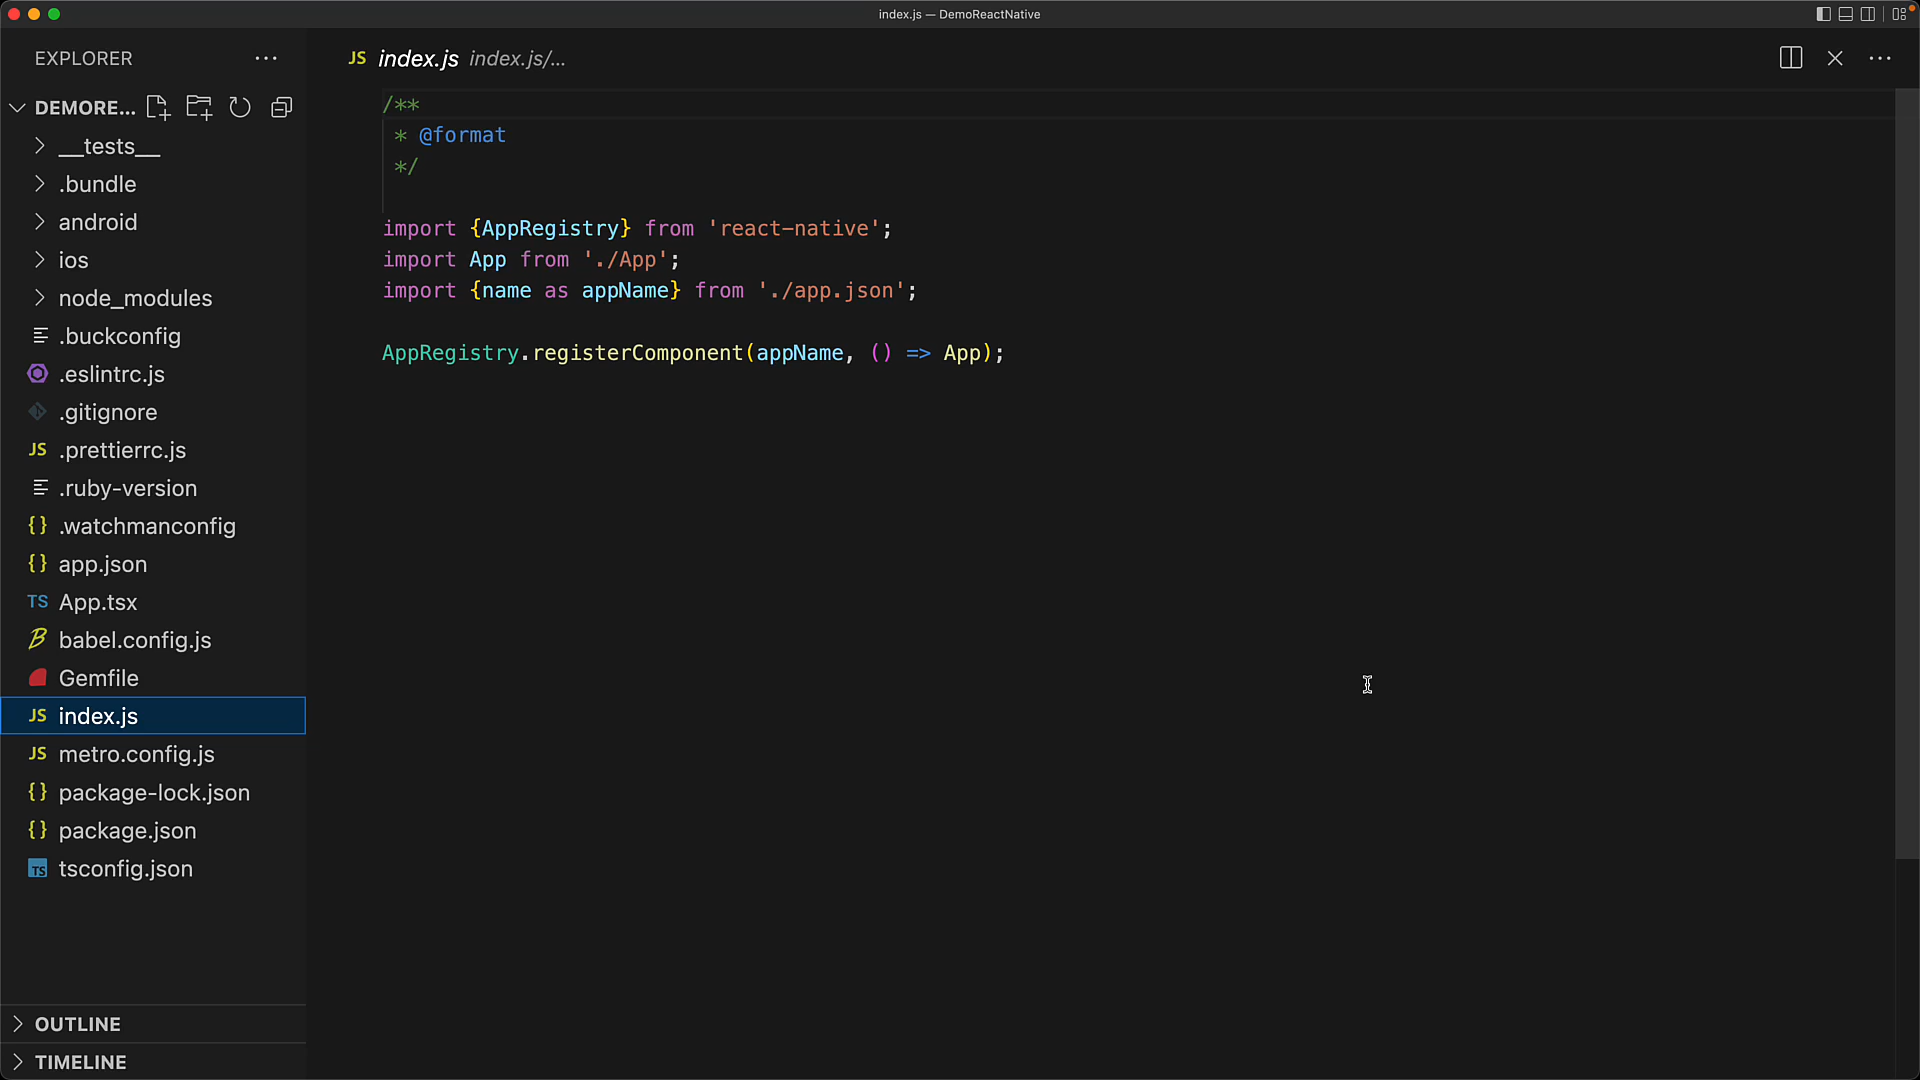 index.js — DemoReactNative
EXPLORER
JS index.js index.js/...
DEMORE...
/**
* @format
*/
import {AppRegistry} from 'react-native';
import App from './App';
import {name as appName} from './app.json';
AppRegistry.registerComponent(appName, () => App);
__tests__
.bundle
android
ios
node_modules
.buckconfig
.eslintrc.js
.gitignore
JS .prettierrc.js
.ruby-version
{} .watchmanconfig
{} app.json
TS App.tsx
babel.config.js
Gemfile
JS index.js
JS metro.config.js
{} package-lock.json
{} package.json
TS tsconfig.json
OUTLINE
TIMELINE